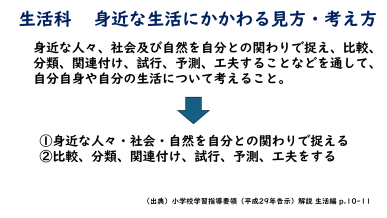 生活科　身近な生活にかかわる見方・考え方
身近な人々、社会及び自然を自分との関わりで捉え、比較、
分類、関連付け、試行、予測、工夫することなどを通して、
自分自身や自分の生活について考えること。
①身近な人々・社会・自然を自分との関わりで捉える
②比較、分類、関連付け、試行、予測、工夫をする
（出典）小学校学習指導要領（平成29年告示）解説 生活編 p.10-11